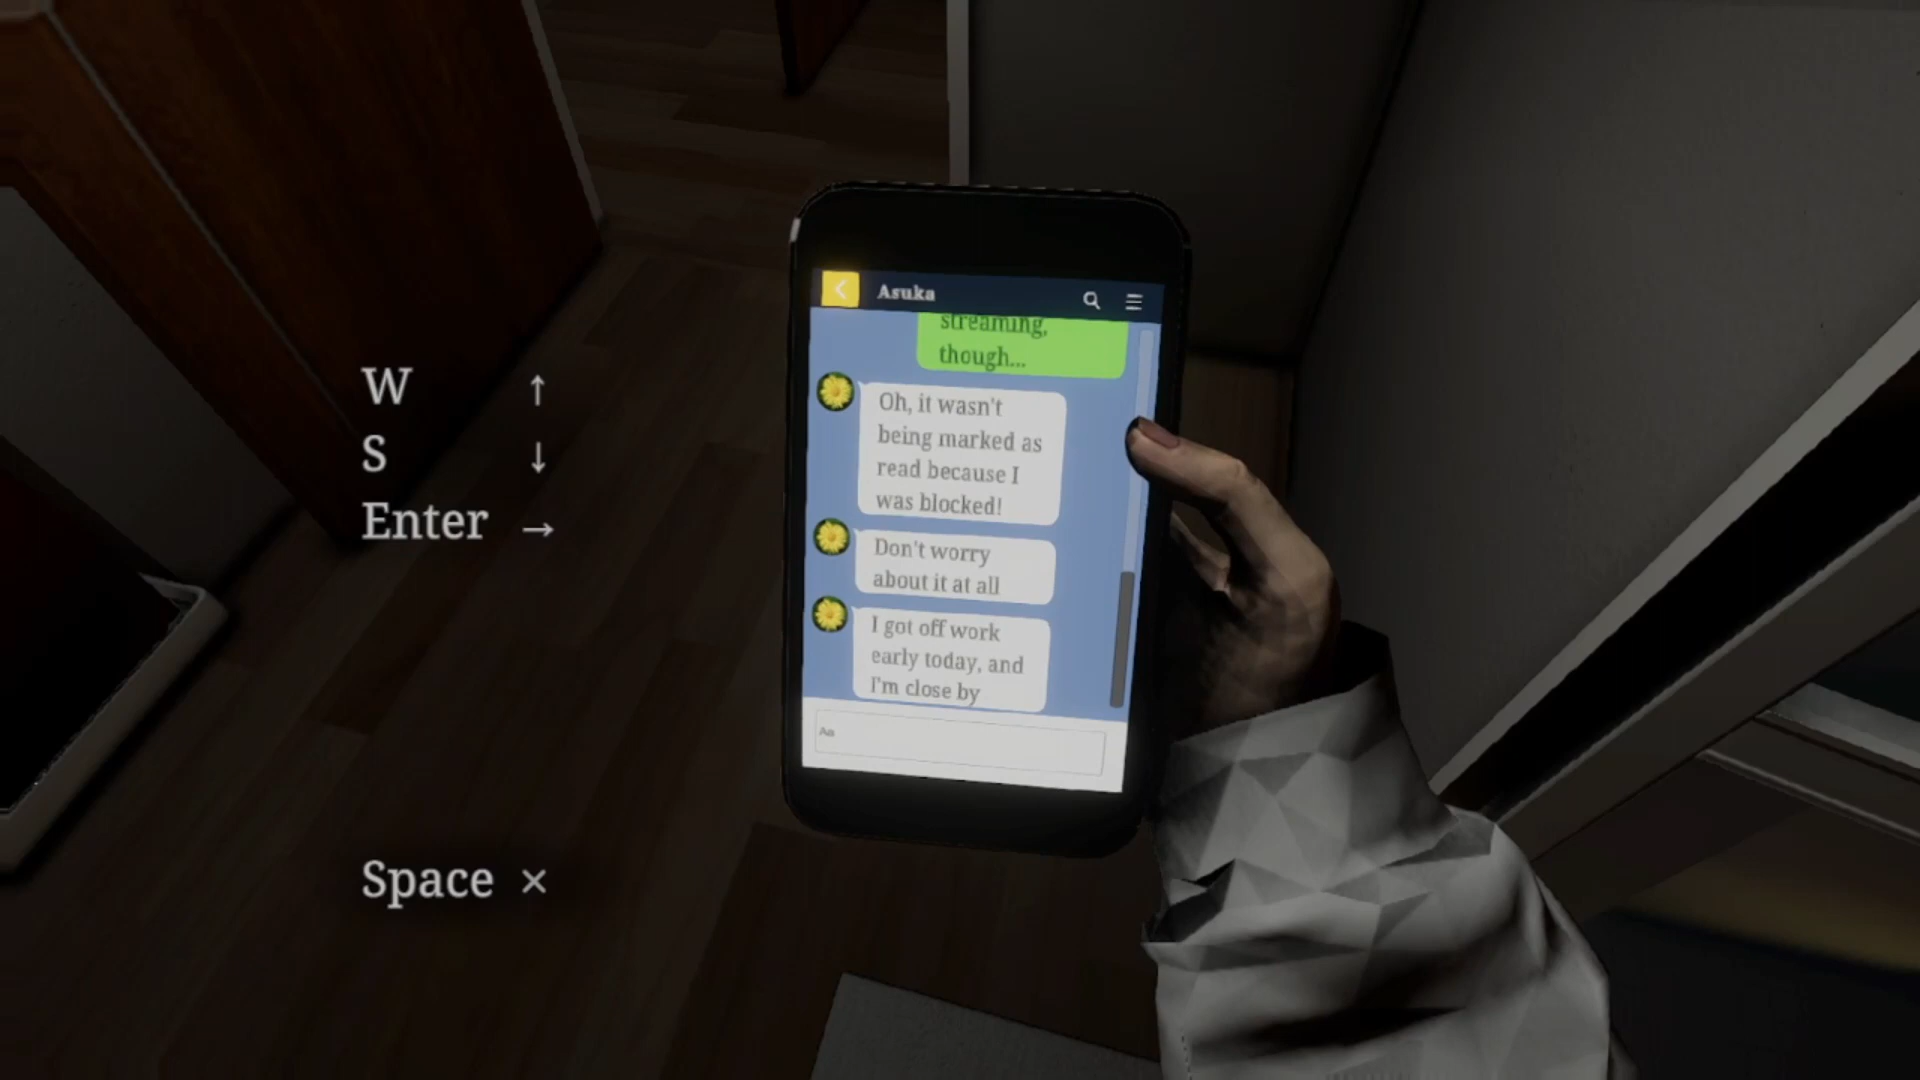 Asuka
streaming,
though...
Oh, it wasn't
being marked as
read because I
was blocked!
Don't worry
about it at all
I got off work
early today, and
I'm close by
Aa
W ↑
S ↓
Enter →
Space ×